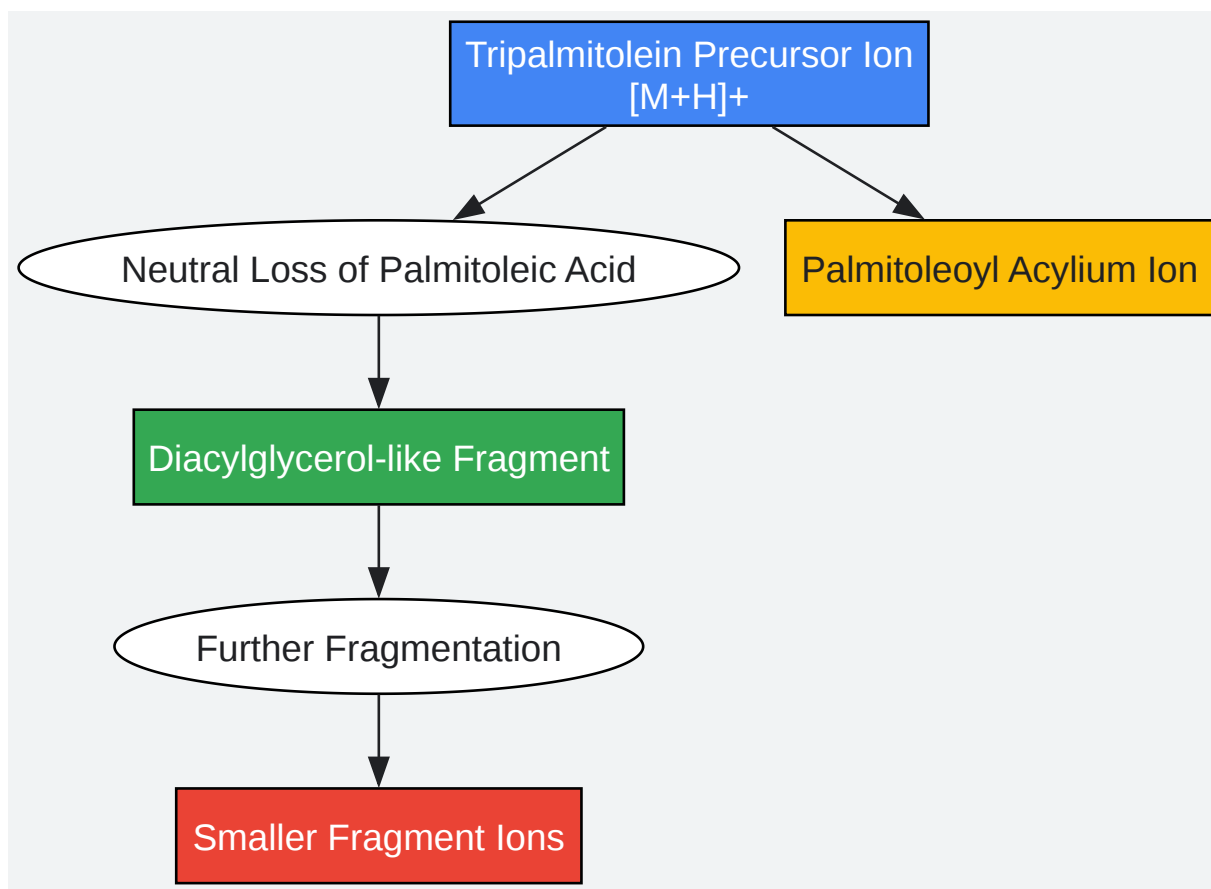 Tripalmitolein Precursor Ion
[M+H]+
Neutral Loss of Palmitoleic Acid
Palmitoleoyl Acylium Ion
Diacylglycerol-like Fragment
Further Fragmentation
Smaller Fragment Ions